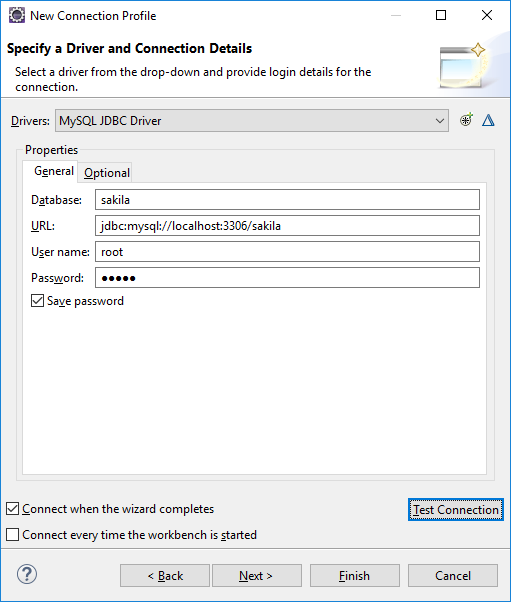 New Connection Profile
Specify a Driver and Connection Details
Select a driver from the drop-down and provide login details for the
connection.
Drivers: MySQL JDBC Driver
Properties
General Optional
Database: sakila
URL: jdbc:mysql://localhost:3306/sakila
User name: root
Password: ●●●●●
Save password
Connect when the wizard completes Test Connection
Connect every time the workbench is started
? < Back Next > Finish Cancel